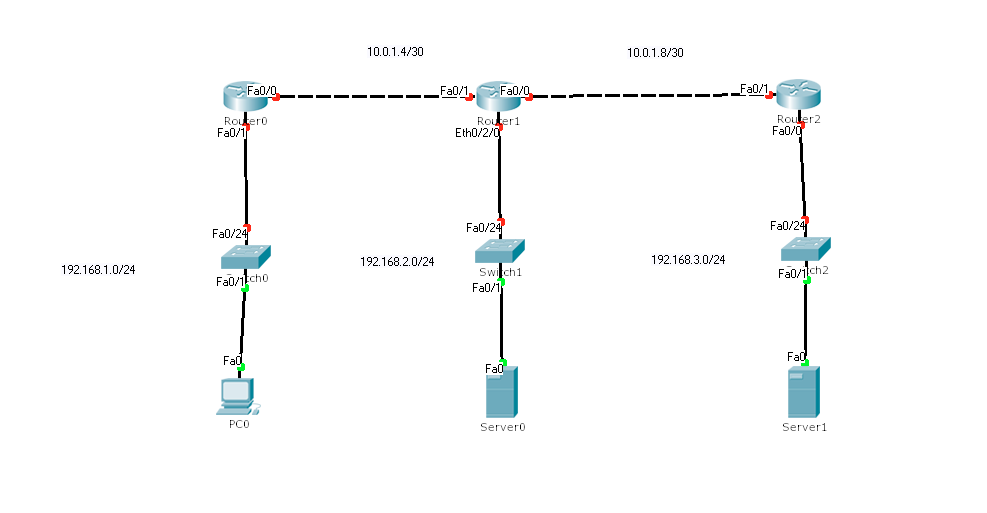 10.0.1.4/30
10.0.1.8/30
Fa0/0
Fa0/1
Fa0/0
Fa0/1
Router0
Router1
Router2
Fa0/1
Eth0/2/0
Fa0/0
Fa0/24
Fa0/24
Fa0/24
192.168.1.0/24
192.168.2.0/24
192.168.3.0/24
Switch1
Fa0/1
Fa0/1
Fa0/1
Fa0
Fa0
Fa0
PC0
Server0
Server1